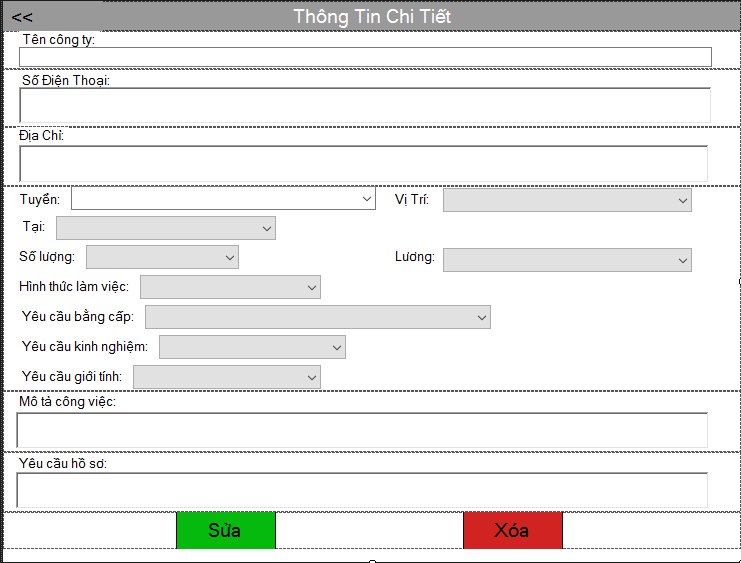 << Thông Tin Chi Tiết
Tên công ty:
Số Điện Thoại:
Địa Chỉ:
Tuyển: Vị Trí:
Tại:
Số lượng: Lương:
Hình thức làm việc:
Yêu cầu bằng cấp:
Yêu cầu kinh nghiệm:
Yêu cầu giới tính:
Mô tả công việc:
Yêu cầu hồ sơ:
Sửa Xóa